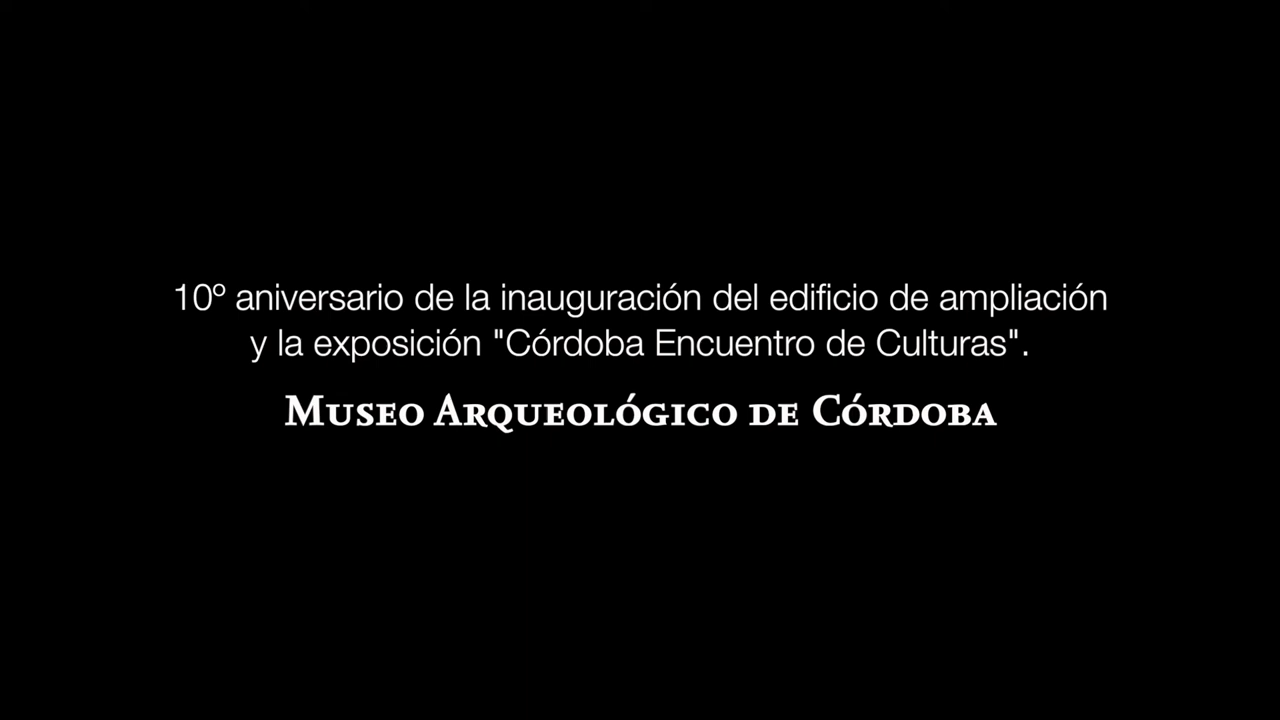 10º aniversario de la inauguración del edificio de ampliación
y la exposición "Córdoba Encuentro de Culturas".
Museo Arqueológico de Córdoba